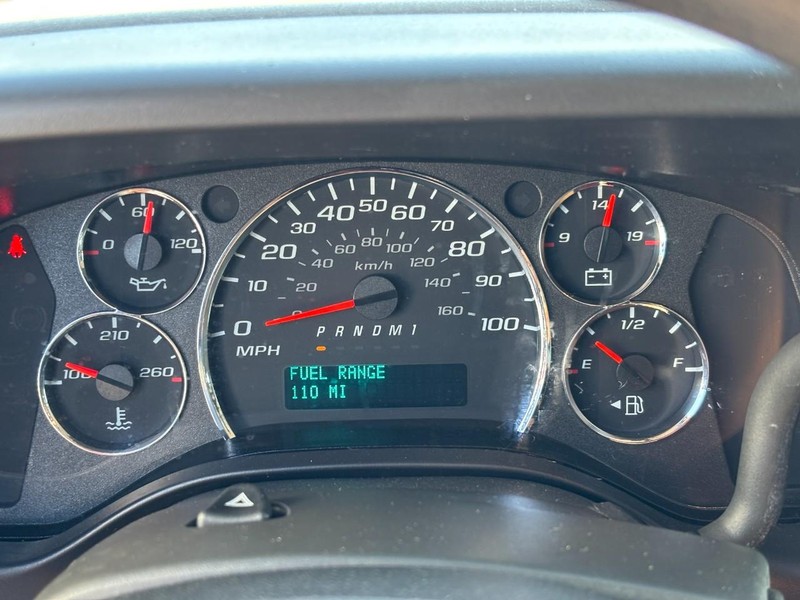 0 60 120
0 10 20 30 40 50 60 70 80 90 100
20 40 60 80 100 120 140 160
km/h
9 14 19
P R N D M 1
MPH
100 210 260
FUEL RANGE
110 MI
E 1/2 F